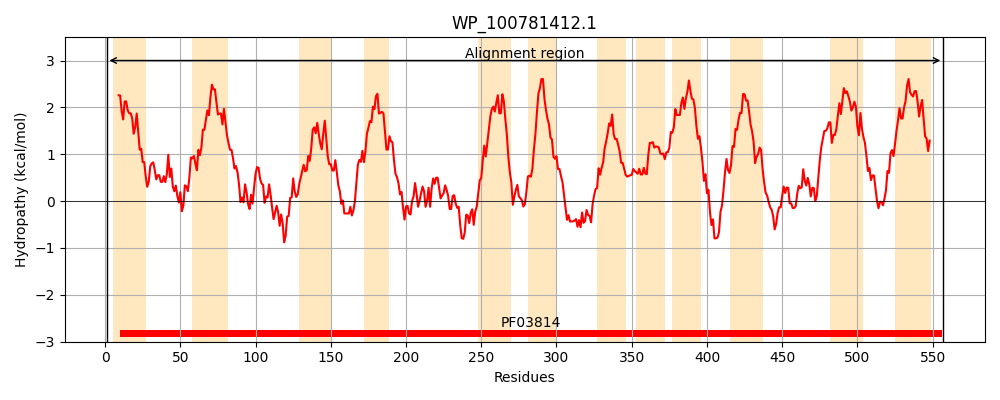 WP_100781412.1
Alignment region
3
2
1
0
−1
−2
−3
Hydropathy (kcal/mol)
PF03814
0 50 100 150 200 250 300 350 400 450 500 550
Residues